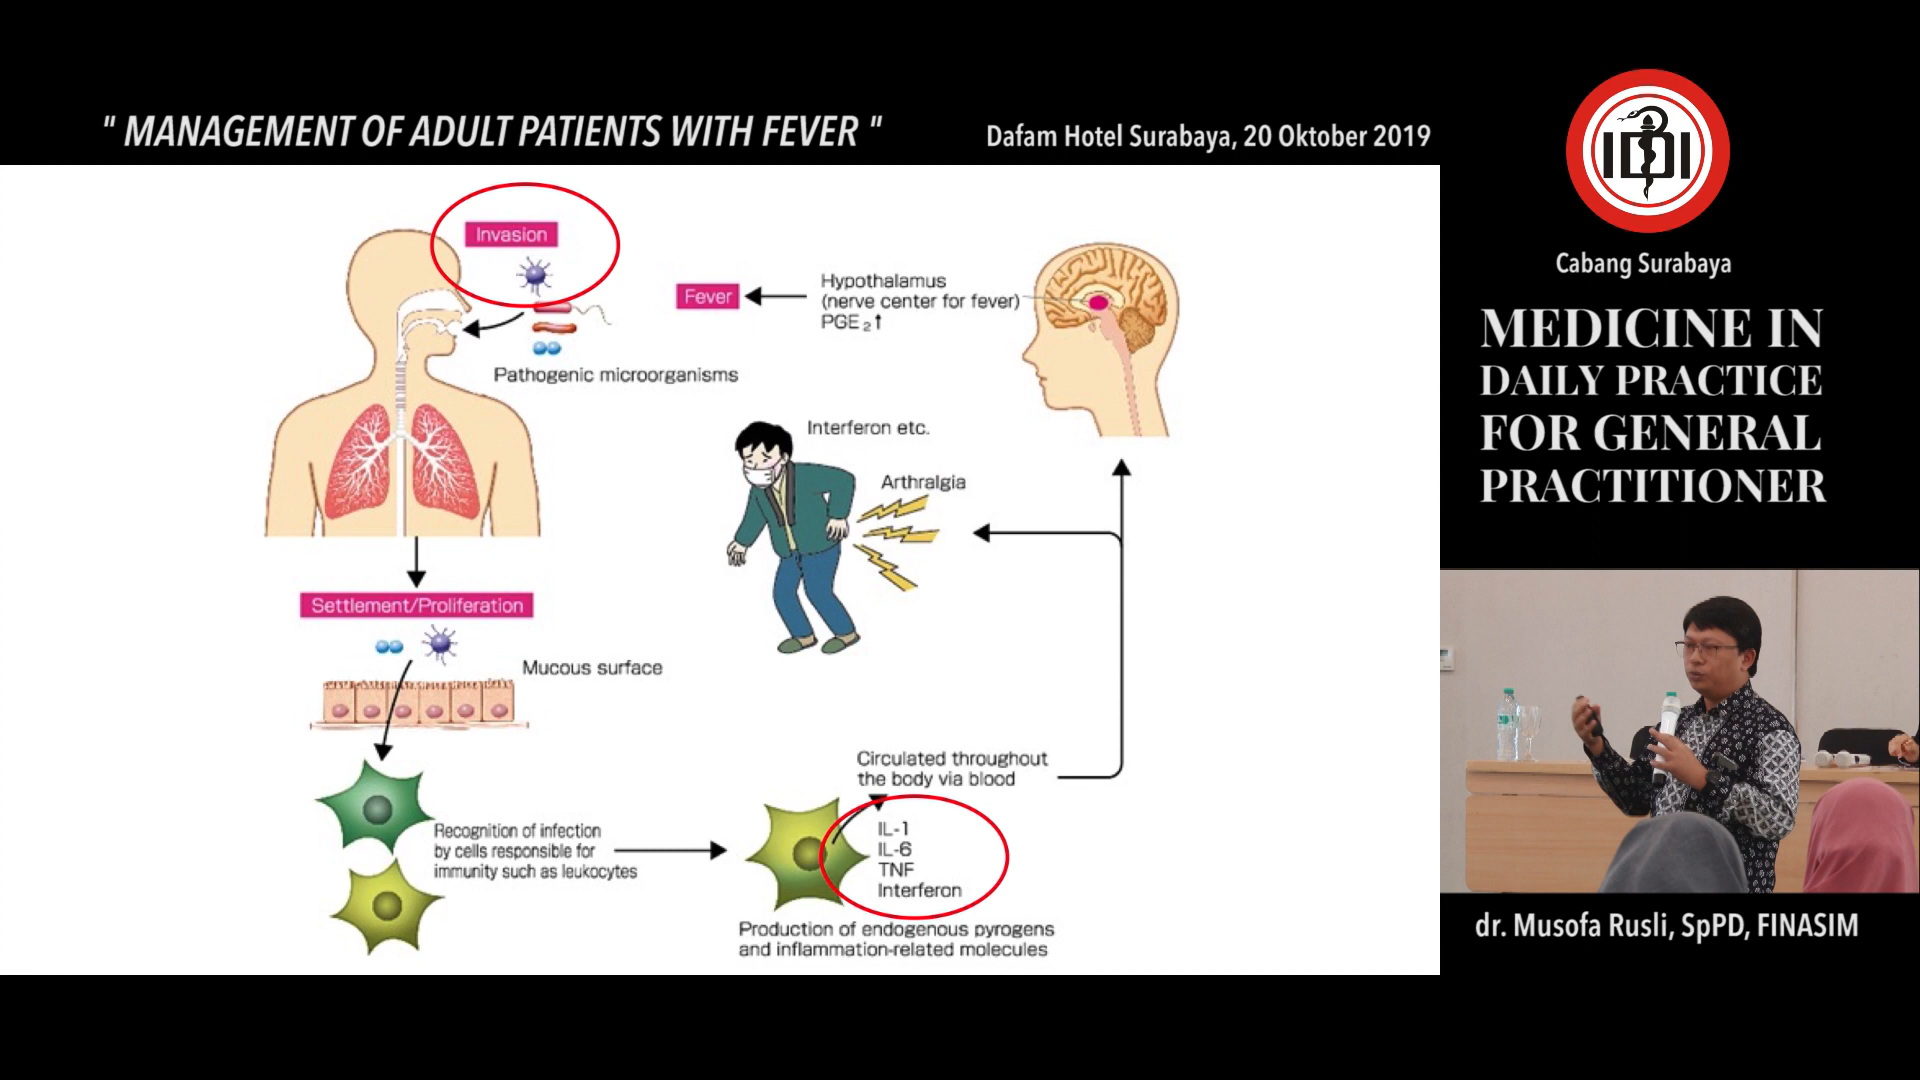 " MANAGEMENT OF ADULT PATIENTS WITH FEVER "
Dafam Hotel Surabaya, 20 Oktober 2019
IDI
Cabang Surabaya
MEDICINE IN
DAILY PRACTICE
FOR GENERAL
PRACTITIONER
dr. Musofa Rusli, SpPD, FINASIM
Invasion
Pathogenic microorganisms
Fever
Hypothalamus
(nerve center for fever)
PGE₂↑
Interferon etc.
Arthralgia
Settlement/Proliferation
Mucous surface
Recognition of infection
by cells responsible for
immunity such as leukocytes
Circulated throughout
the body via blood
IL-1
IL-6
TNF
Interferon
Production of endogenous pyrogens
and inflammation-related molecules